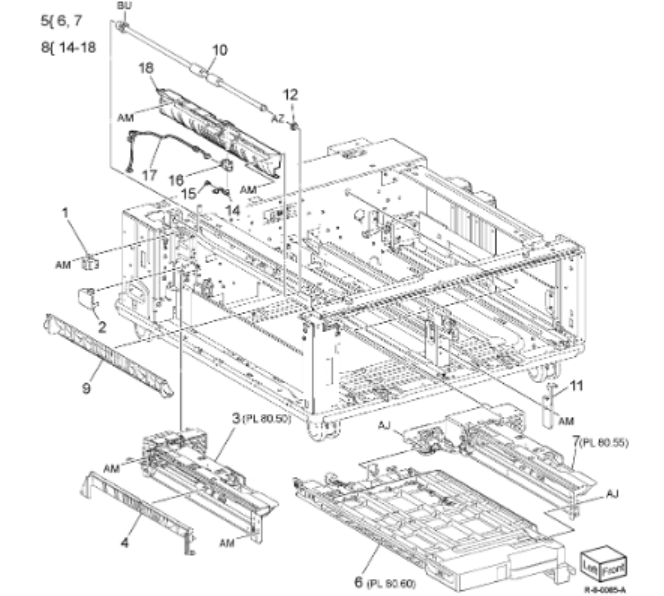 BU
5{ 6, 7
8{ 14-18
10
18
12
AM
AZ
17
16
AM
15
14
1
AM
2
9
11
AM
3 (PL 80.50)
AJ
7(PL 80.55)
AM
AJ
4
AM
6 (PL 80.60)
Left Front
R-8-0085-A